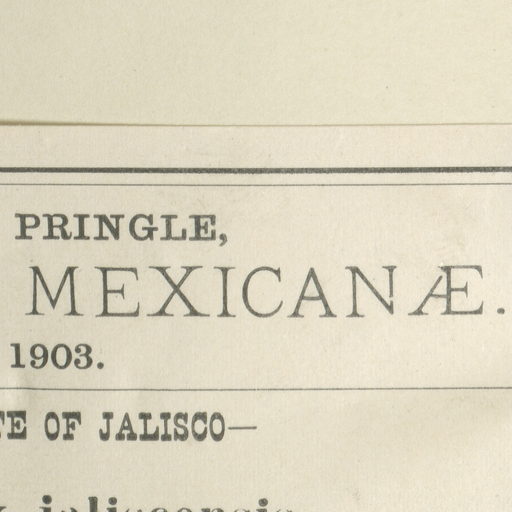 PRINGLE,
MEXICANÆ.
1903.
OF JALISCO—